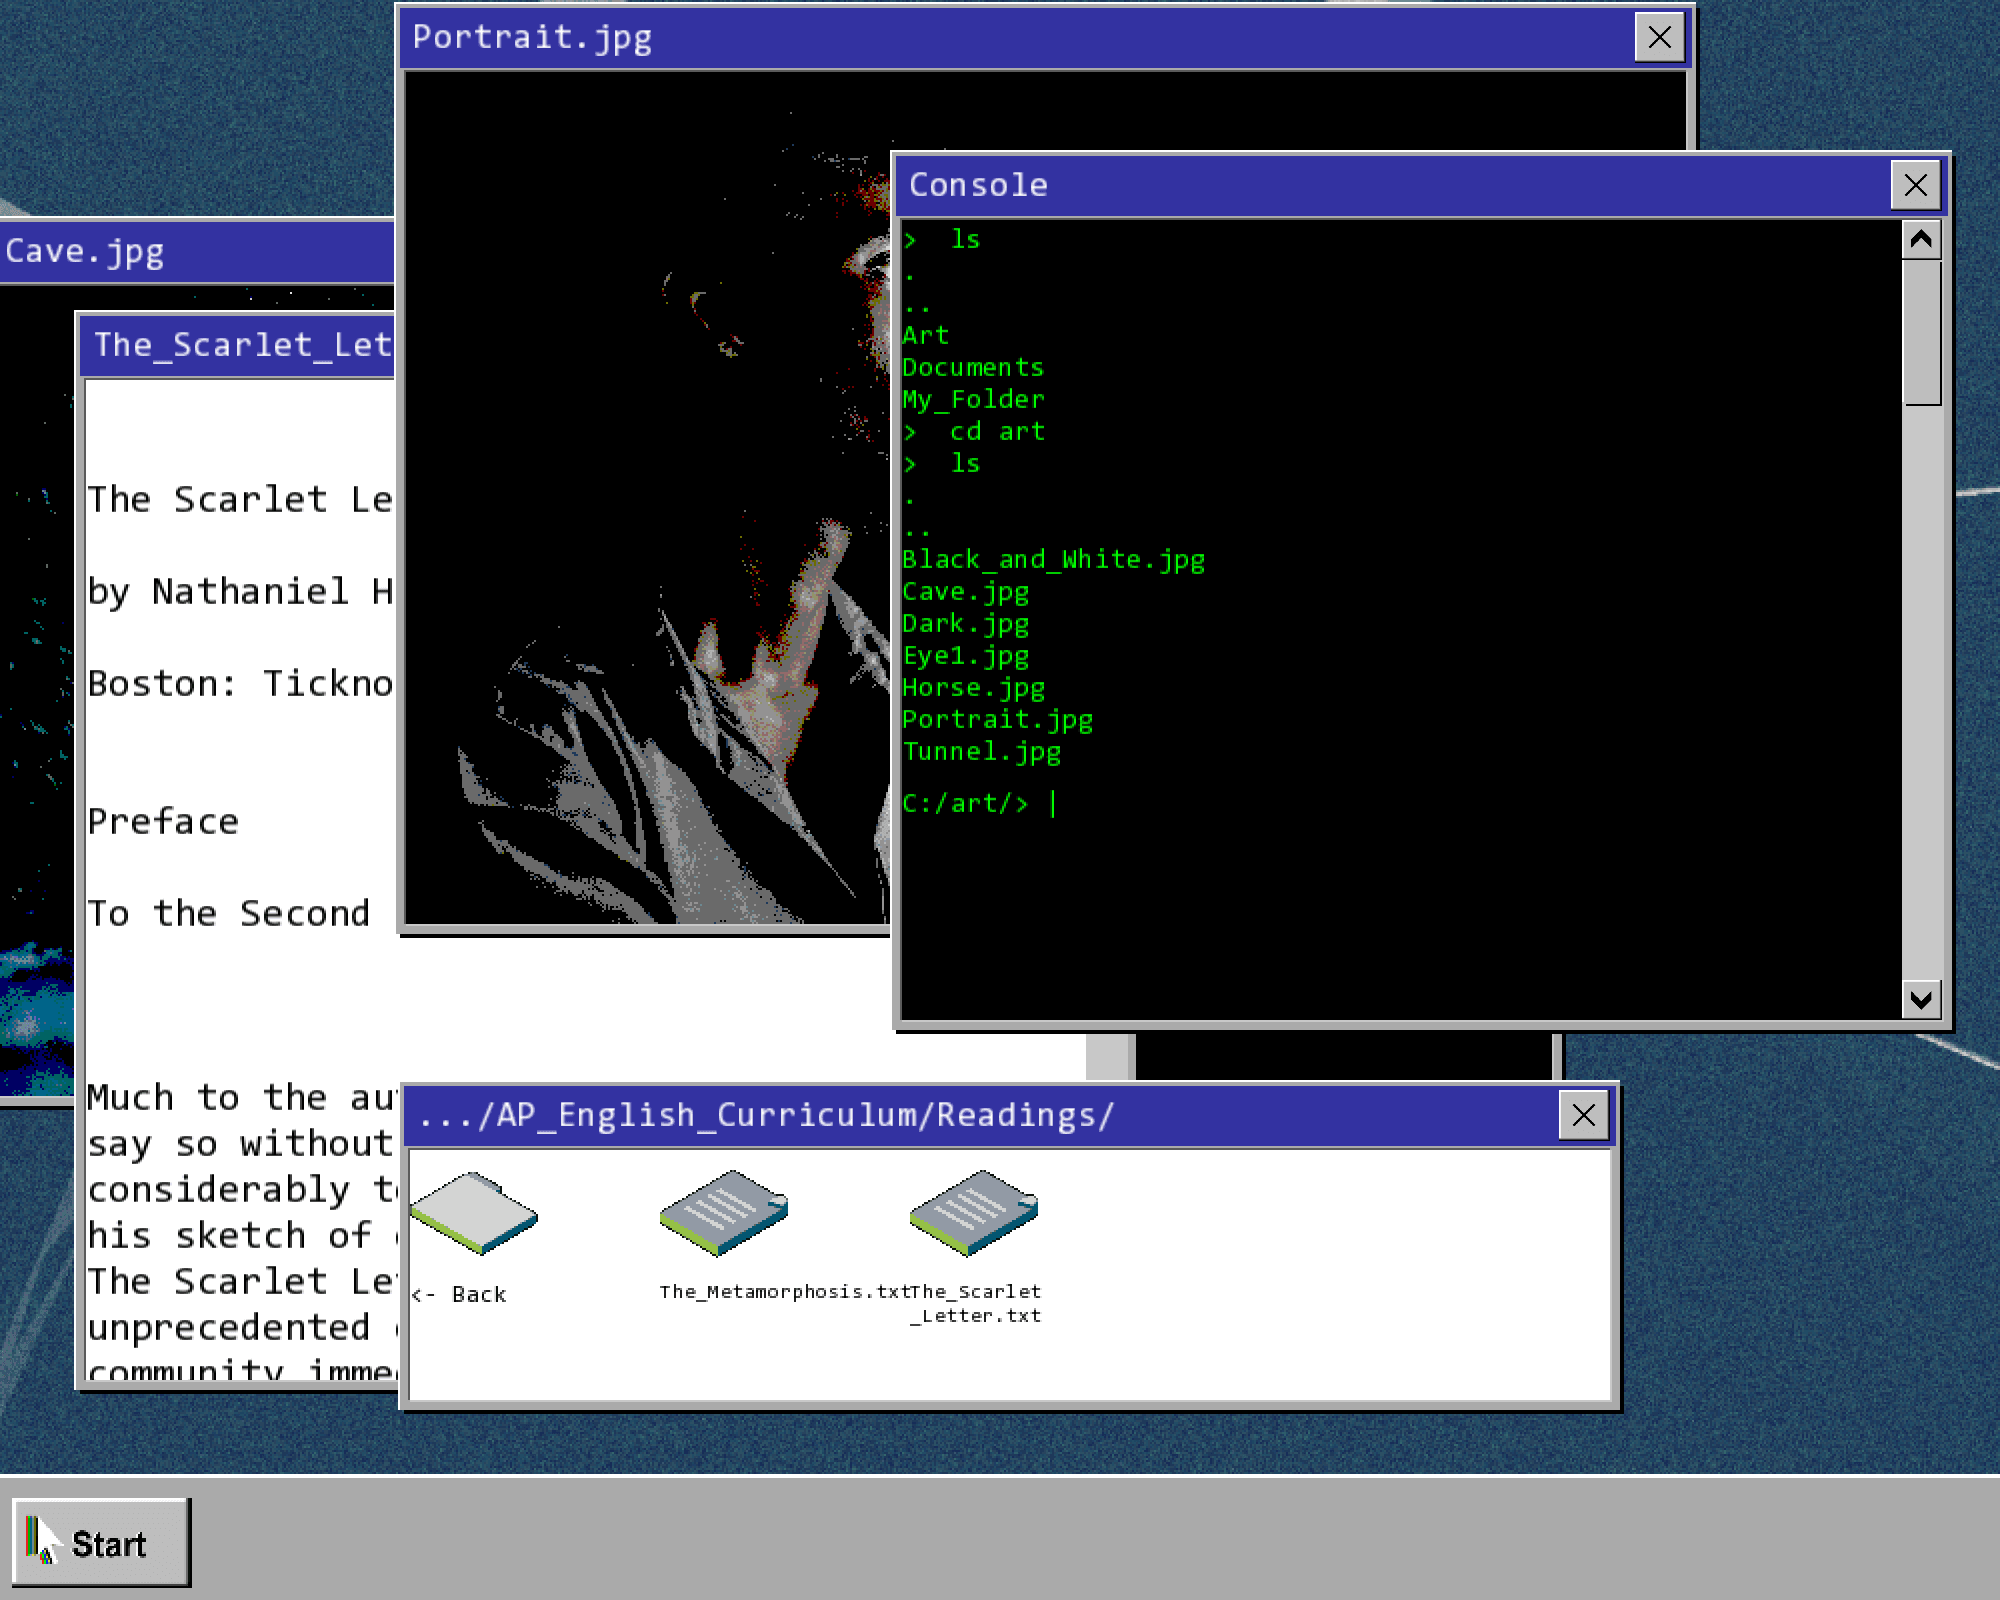 Portrait.jpg
Console
>  ls
.
..
Art
Documents
My_Folder
>  cd art
>  ls
.
..
Black_and_White.jpg
Cave.jpg
Dark.jpg
Eye1.jpg
Horse.jpg
Portrait.jpg
Tunnel.jpg
C:/art/>
Cave.jpg
The_Scarlet_Let
The Scarlet Le
by Nathaniel H
Boston: Tickno
Preface
To the Second
Much to the au
say so without
considerably t
his sketch of
The Scarlet Le
unprecedented
community imme
.../AP_English_Curriculum/Readings/
<- Back
The_Metamorphosis.txt
The_Scarlet
_Letter.txt
Start